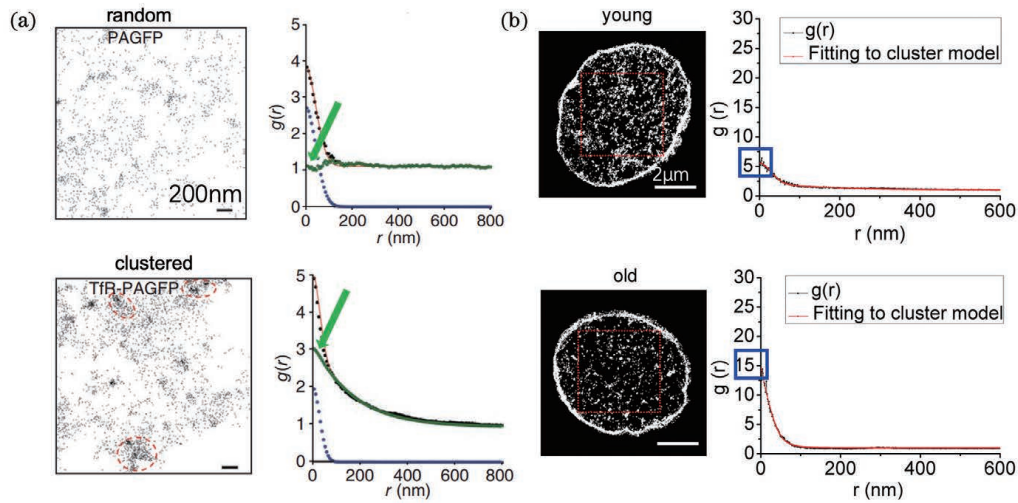 (a)
random
PAGFP
200nm
5
4
3
2
1
0
g(r)
0 200 400 600 800
r (nm)
clustered
TfR-PAGFP
5
4
3
2
1
0
g(r)
0 200 400 600 800
r (nm)
(b)
young
2μm
30
25
20
15
10
5
0
g (r)
g(r)
Fitting to cluster model
0 200 400 600
r (nm)
old
30
25
20
15
10
5
0
g (r)
g(r)
Fitting to cluster model
0 200 400 600
r (nm)